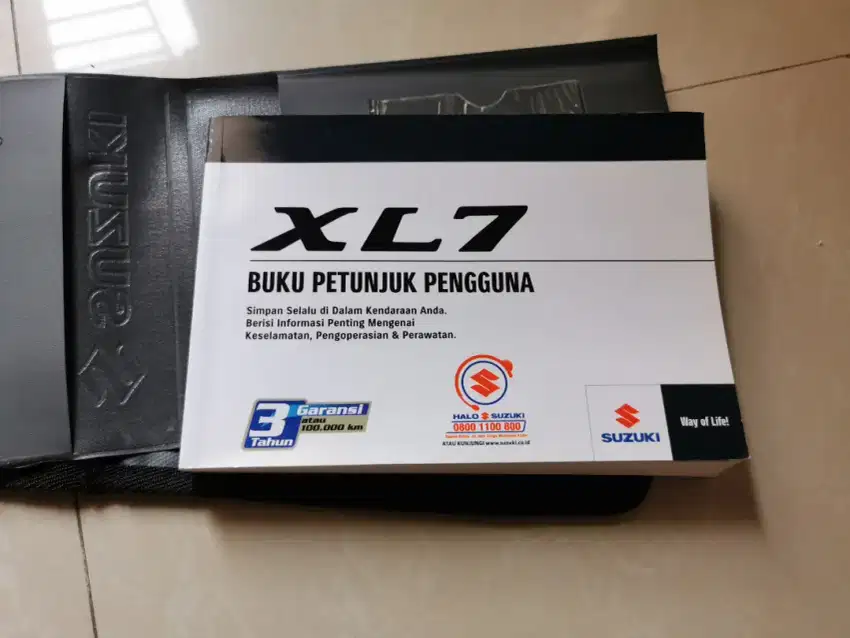 SUZUKI
XL7
BUKU PETUNJUK PENGGUNA
Simpan Selalu di Dalam Kendaraan Anda.
Berisi Informasi Penting Mengenai
Keselamatan, Pengoperasian & Perawatan.
3 Tahun
Garansi
atau
100.000 km
HALO SUZUKI
0800 1100 800
ATAU KUNJUNGI www.suzuki.co.id
SUZUKI
Way of Life!